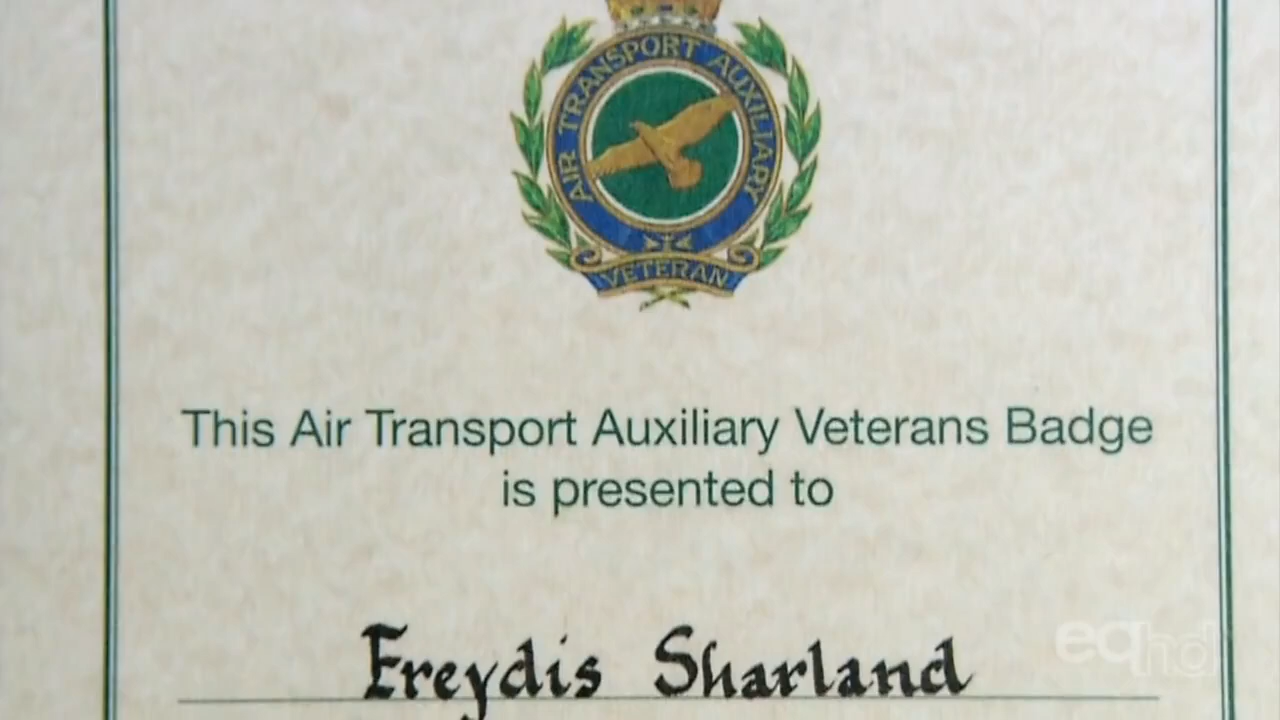 AIR TRANSPORT AUXILIARY
VETERAN
This Air Transport Auxiliary Veterans Badge
is presented to
Freydis Sharland
eqhd